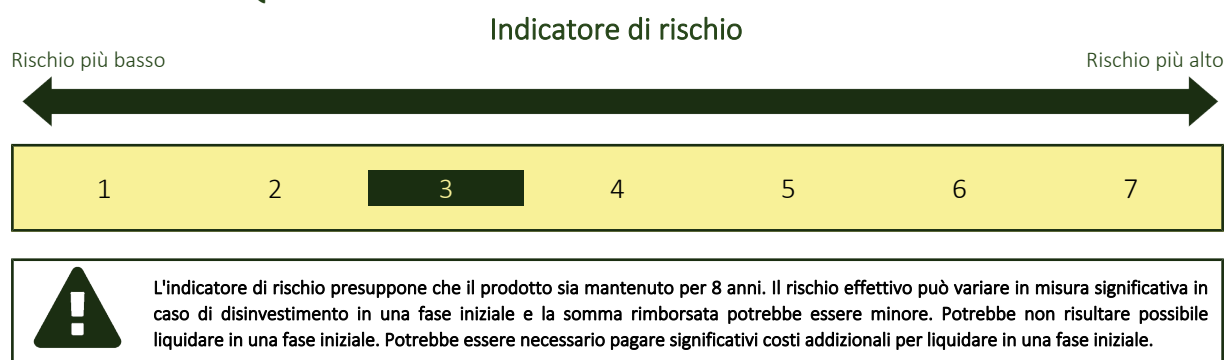 Indicatore di rischio
Rischio più basso Rischio più alto
1 2 3 4 5 6 7
L'indicatore di rischio presuppone che il prodotto sia mantenuto per 8 anni. Il rischio effettivo può variare in misura significativa in
caso di disinvestimento in una fase iniziale e la somma rimborsata potrebbe essere minore. Potrebbe non risultare possibile
liquidare in una fase iniziale. Potrebbe essere necessario pagare significativi costi addizionali per liquidare in una fase iniziale.